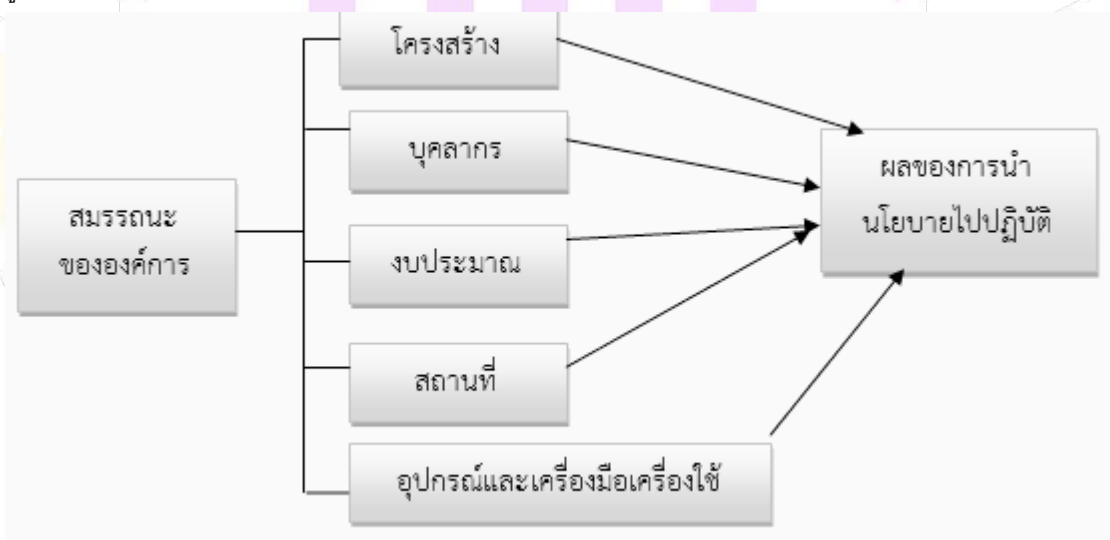 โครงสร้าง
บุคลากร
สมรรถนะ
ขององค์การ
งบประมาณ
สถานที่
อุปกรณ์และเครื่องมือเครื่องใช้
ผลของการนำ
นโยบายไปปฏิบัติ